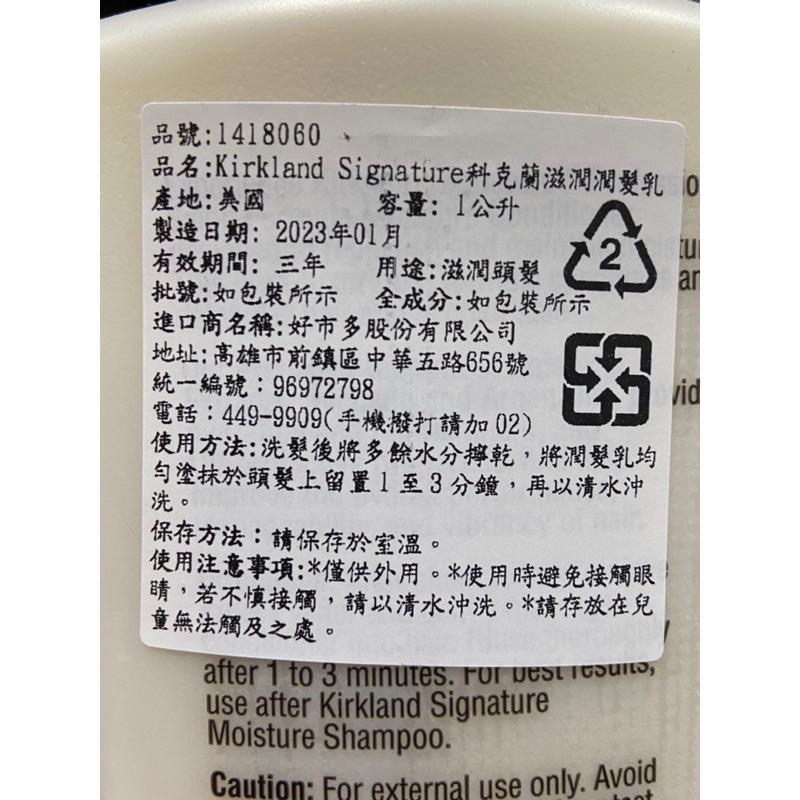 品號:1418060
品名:Kirkland Signature科克蘭滋潤潤髮乳
產地:美國 容量: 1公升
製造日期: 2023年01月
有效期間: 三年 用途:滋潤頭髮
2
批號:如包裝所示 全成分:如包裝所示
進口商名稱:好市多股份有限公司
地址:高雄市前鎮區中華五路656號
統一編號：96972798
電話：449-9909(手機撥打請加 02)
使用方法:洗髮後將多餘水分擰乾，將潤髮乳均
勻塗抹於頭髮上留置1至3分鐘，再以清水沖
洗。
保存方法：請保存於室溫。
使用注意事項:*僅供外用。*使用時避免接觸眼
睛，若不慎接觸，請以清水沖洗。*請存放在兒
童無法觸及之處。
after 1 to 3 minutes. For best results,
use after Kirkland Signature
Moisture Shampoo.
Caution: For external use only. Avoid